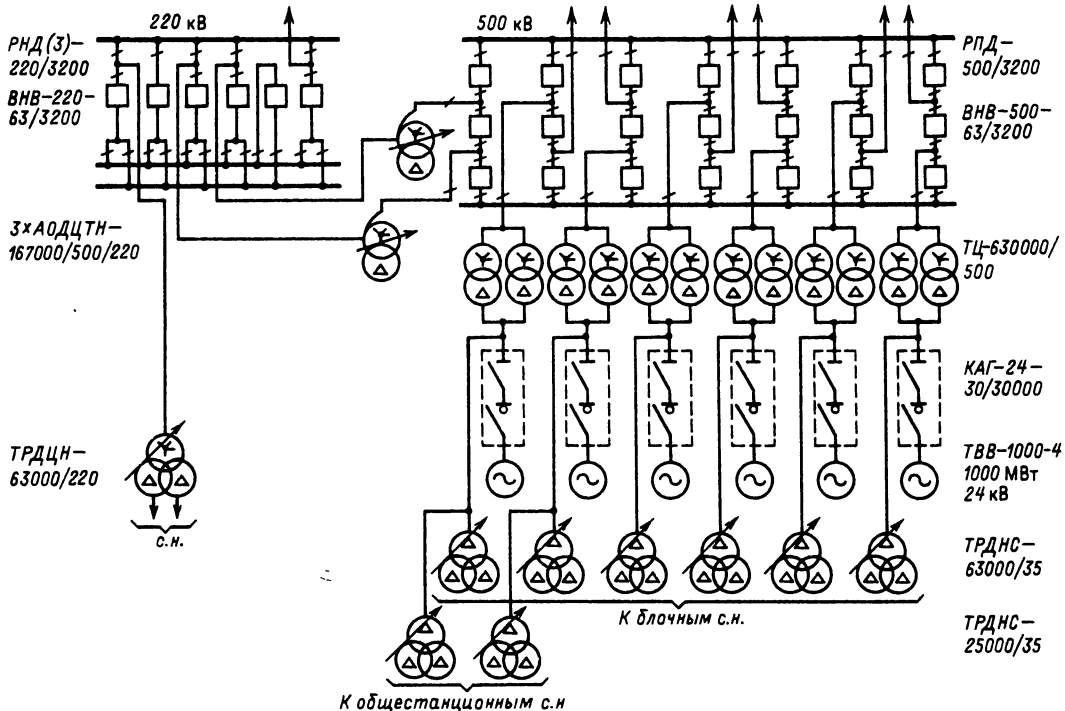 220 кВ
500 кВ
РНД(3)–
220/3200
ВНВ–220–
63/3200
РПД–
500/3200
ВНВ–500–
63/3200
3×АОДЦТН–
167000/500/220
ТЦ–630000/
500
КАГ–24–
30/30000
ТРДЦН–
63000/220
ТВВ–1000–4
1000 МВт
24 кВ
с.н.
ТРДНС–
63000/35
К блочным с.н.
ТРДНС–
25000/35
К общестанционным с.н